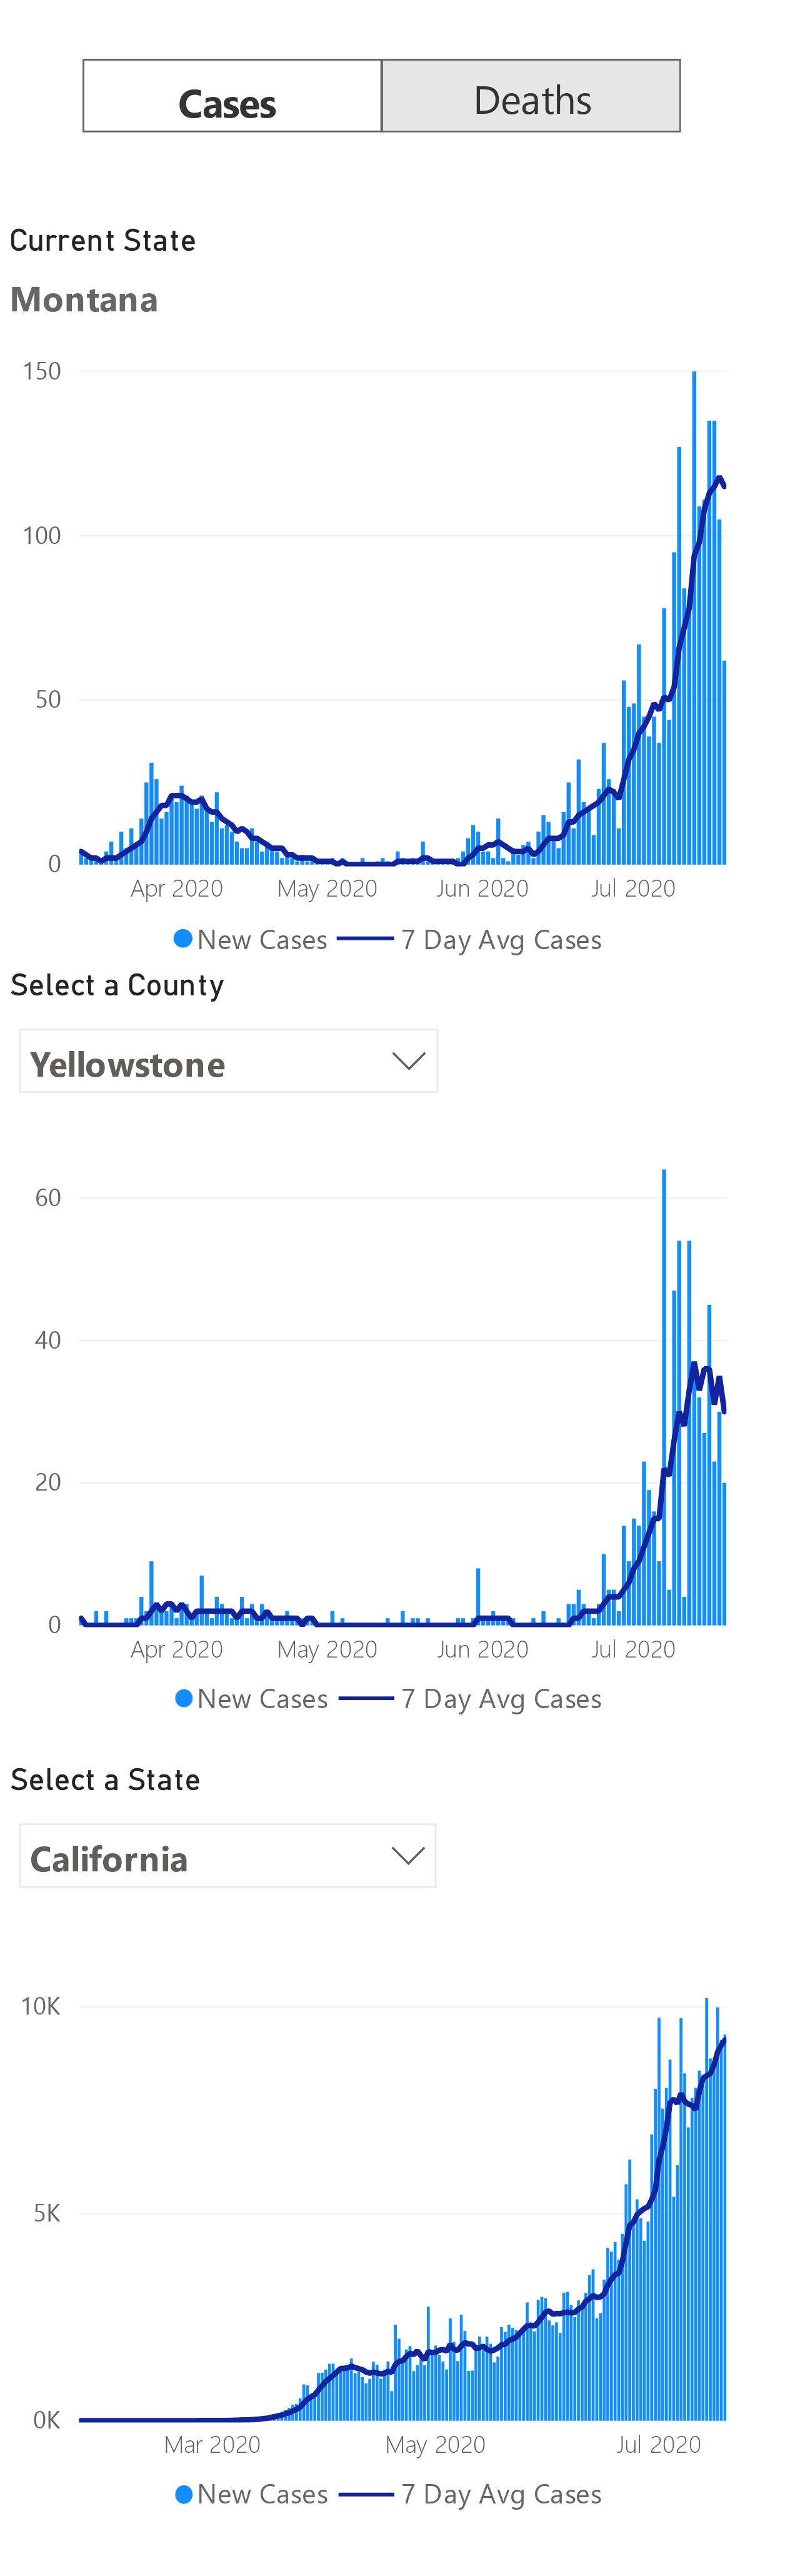 Cases Deaths
Current State
Montana
150
100
50
0
Apr 2020 May 2020 Jun 2020 Jul 2020
New Cases 7 Day Avg Cases
Select a County
Yellowstone
60
40
20
0
Apr 2020 May 2020 Jun 2020 Jul 2020
New Cases 7 Day Avg Cases
Select a State
California
10K
5K
0K
Mar 2020 May 2020 Jul 2020
New Cases 7 Day Avg Cases